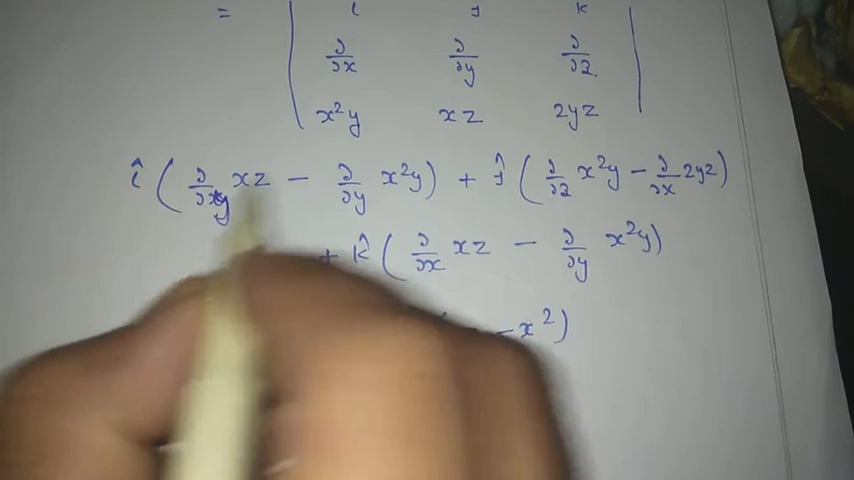 = | i j k |
| ∂/∂x ∂/∂y ∂/∂z |
| x²y xz 2yz |
î ( ∂/∂y xz − ∂/∂y x²y) + ĵ ( ∂/∂z x²y − ∂/∂x 2yz)
+ k̂ ( ∂/∂x xz − ∂/∂y x²y)
− x² )